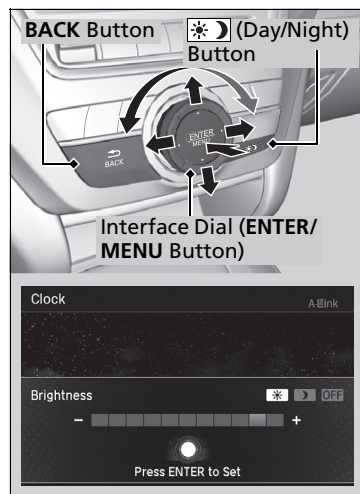 BACK Button
(Day/Night)
Button
ENTER
MENU
BACK
Interface Dial (ENTER/
MENU Button)
Clock
Brightness
OFF
- +
Press ENTER to Set